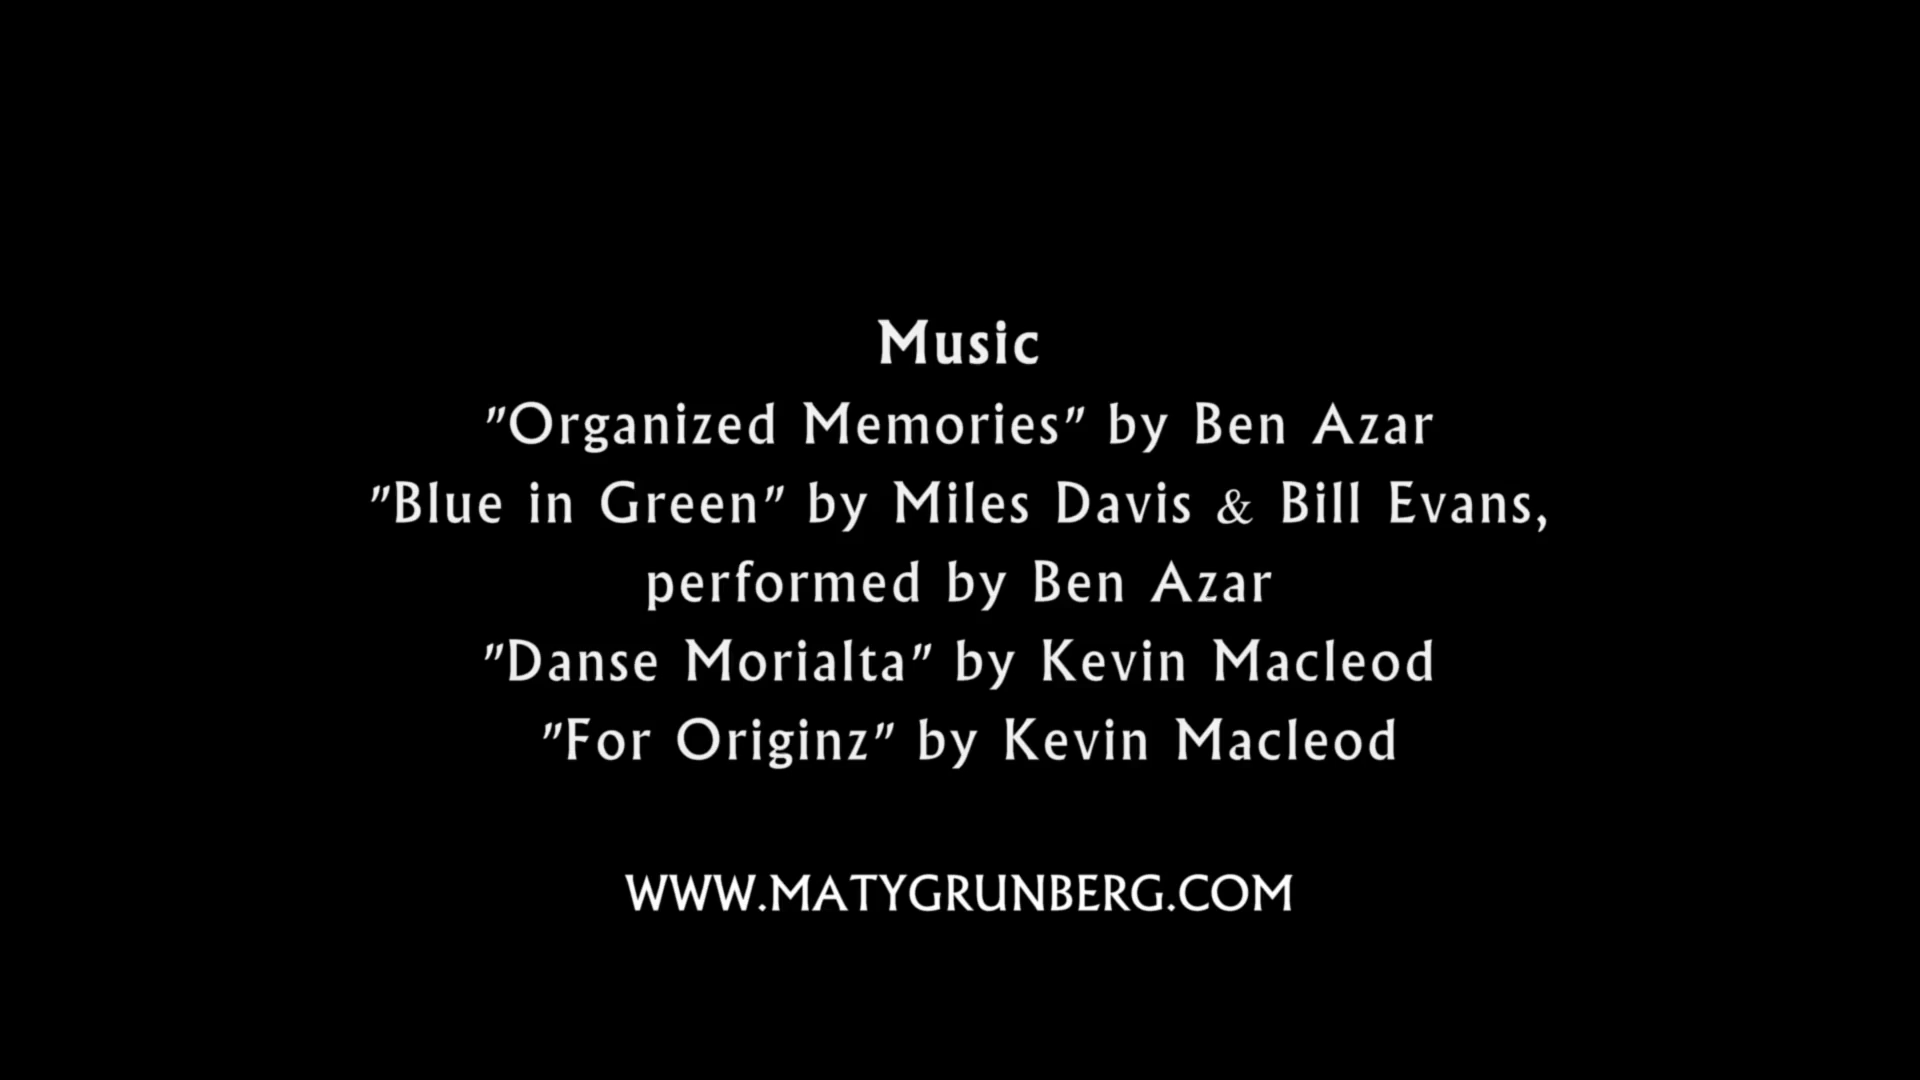 Music
"Organized Memories" by Ben Azar
"Blue in Green" by Miles Davis & Bill Evans,
performed by Ben Azar
"Danse Morialta" by Kevin Macleod
"For Originz" by Kevin Macleod
WWW.MATYGRUNBERG.COM